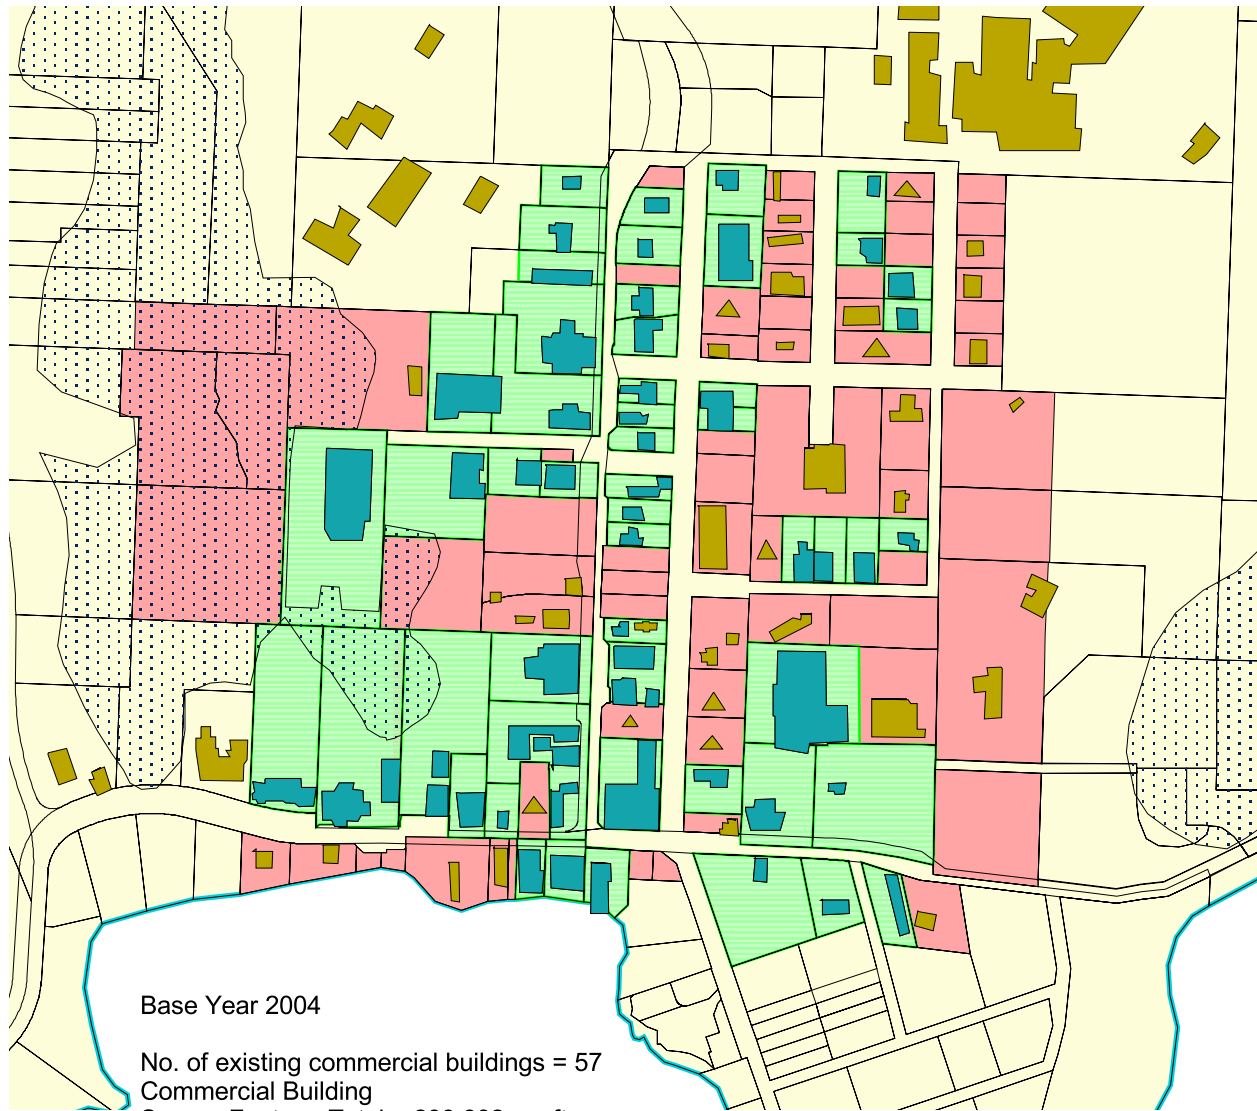 Base Year 2004
No. of existing commercial buildings = 57
Commercial Building